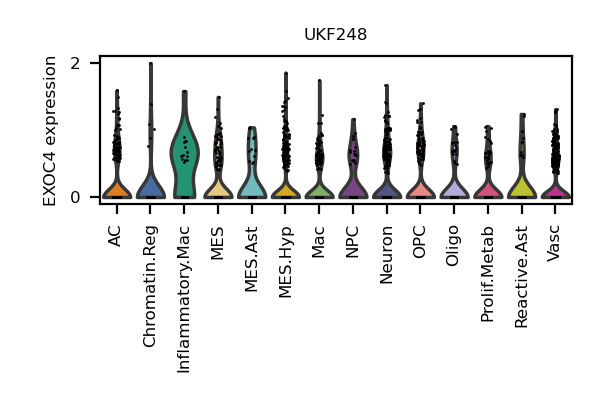 UKF248
EXOC4 expression
2
0
AC
Chromatin.Reg
Inflammatory.Mac
MES
MES.Ast
MES.Hyp
Mac
NPC
Neuron
OPC
Oligo
Prolif.Metab
Reactive.Ast
Vasc